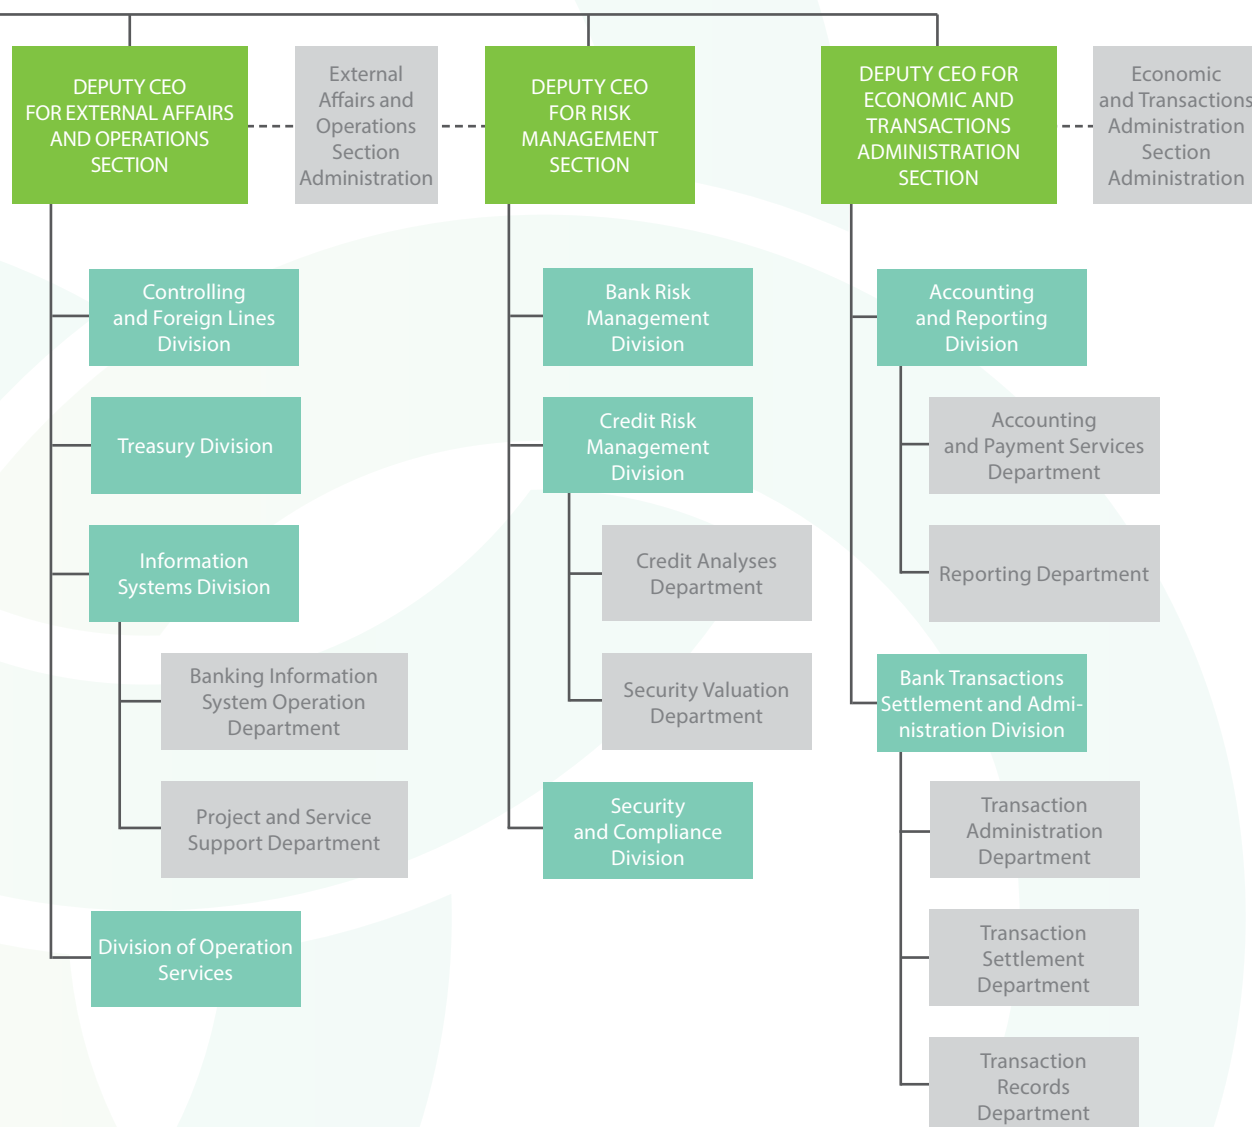 DEPUTY CEO
FOR EXTERNAL AFFAIRS
AND OPERATIONS
SECTION
External
Affairs and
Operations
Section
Administration
DEPUTY CEO
FOR RISK
MANAGEMENT
SECTION
DEPUTY CEO FOR
ECONOMIC AND
TRANSACTIONS
ADMINISTRATION
SECTION
Economic
and Transactions
Administration
Section
Administration
Controlling
and Foreign Lines
Division
Treasury Division
Information
Systems Division
Banking Information
System Operation
Department
Project and Service
Support Department
Division of Operation
Services
Bank Risk
Management
Division
Credit Risk
Management
Division
Credit Analyses
Department
Security Valuation
Department
Security
and Compliance
Division
Accounting
and Reporting
Division
Accounting
and Payment Services
Department
Reporting Department
Bank Transactions
Settlement and Admi-
nistration Division
Transaction
Administration
Department
Transaction
Settlement
Department
Transaction
Records
Department